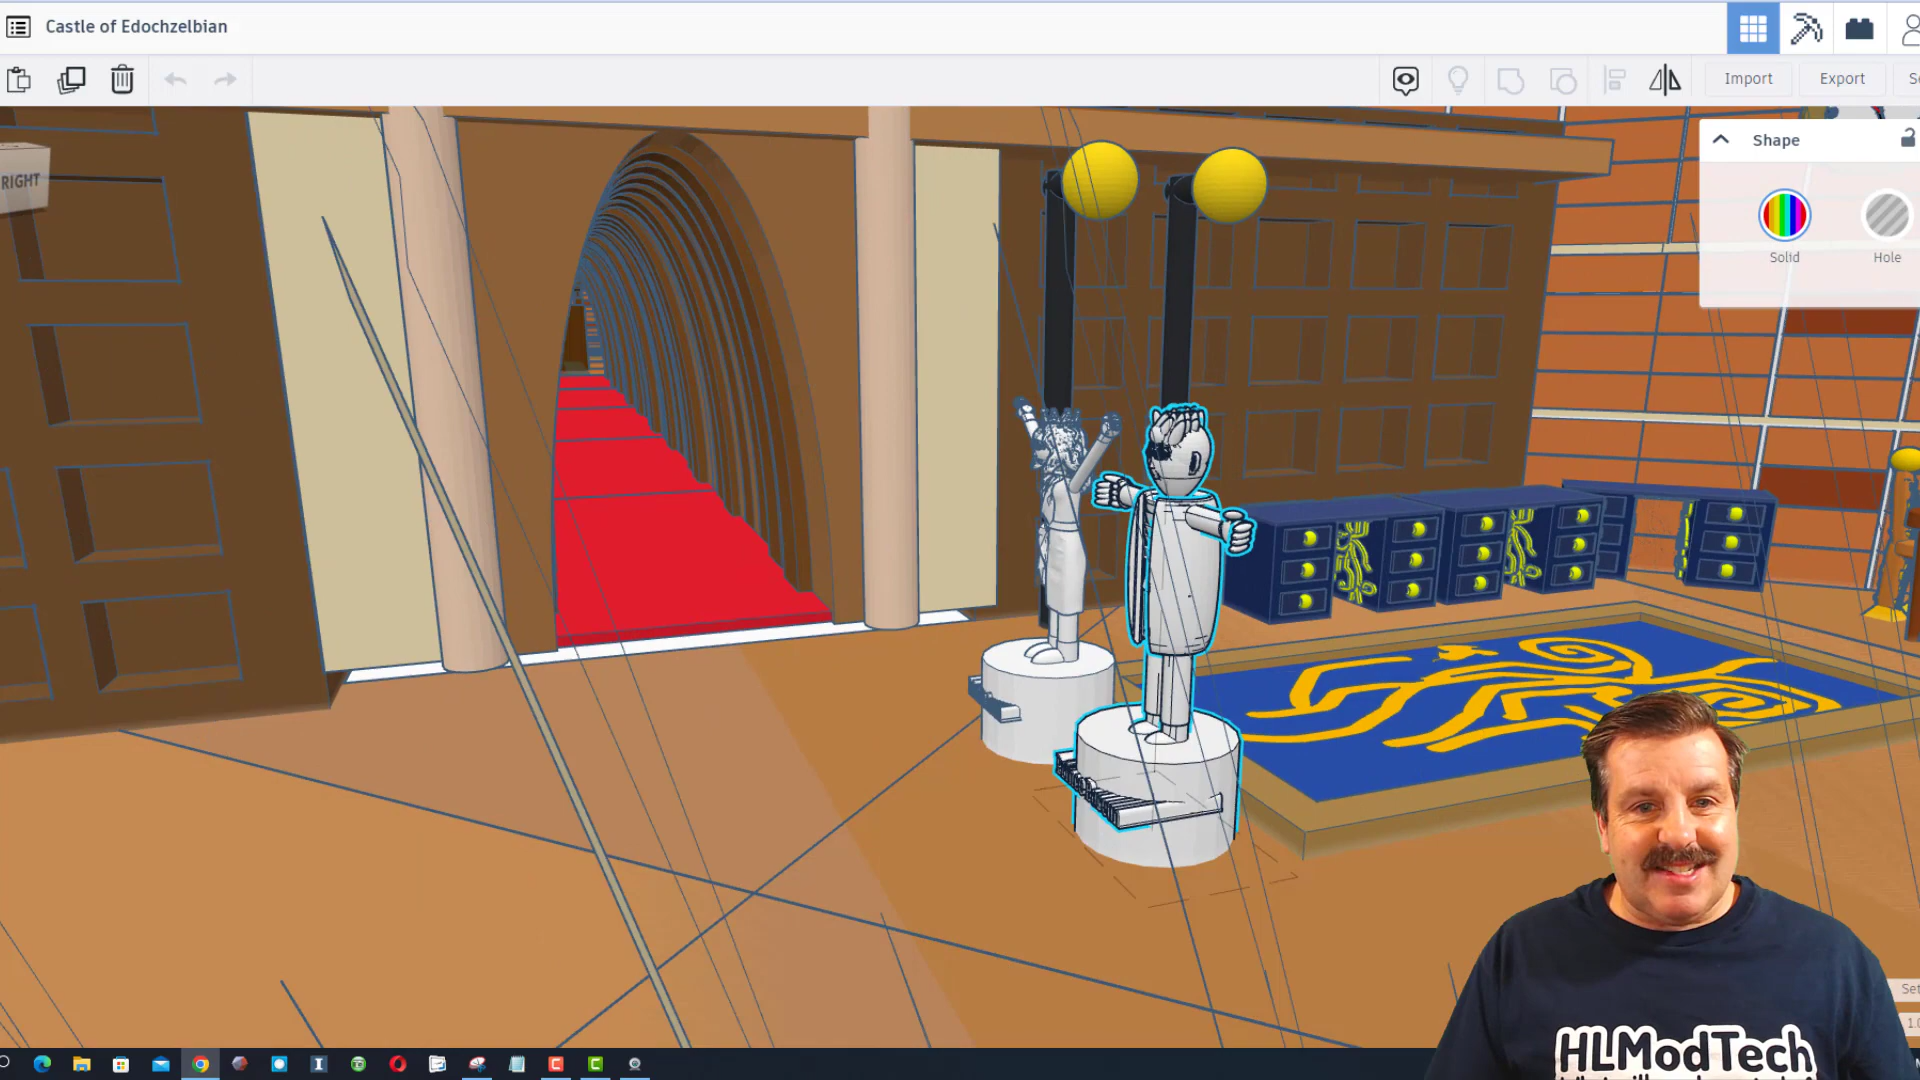 Castle of Edochzelbian
Import
Export
RIGHT
Shape
Solid
Hole
HLModTech